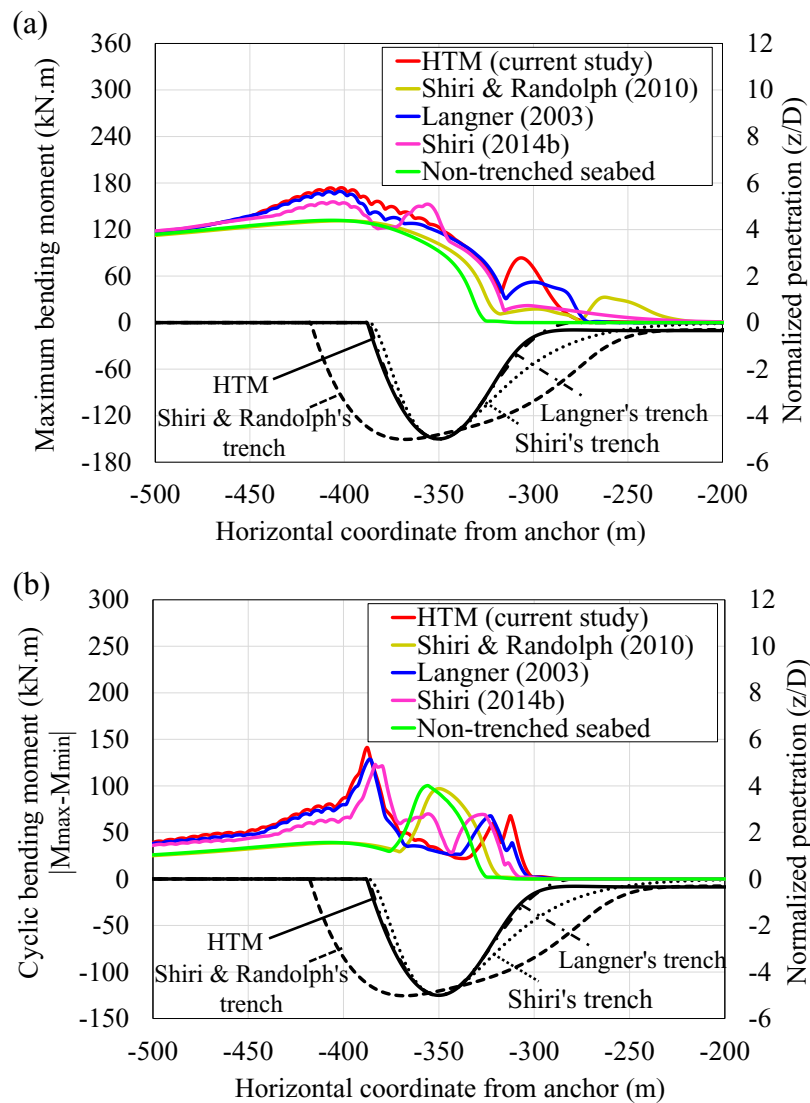 (a)
360
300
240
180
120
60
0
-60
-120
-180
Maximum bending moment (kN.m)
HTM (current study)
Shiri & Randolph (2010)
Langner (2003)
Shiri (2014b)
Non-trenched seabed
12
10
8
6
4
2
0
-2
-4
-6
Normalized penetration (z/D)
HTM
Shiri & Randolph's
trench
Langner's trench
Shiri's trench
-500 -450 -400 -350 -300 -250 -200
Horizontal coordinate from anchor (m)
(b)
300
250
200
150
100
50
0
-50
-100
-150
Cyclic bending moment (kN.m)
|Mmax-Mmin|
HTM (current study)
Shiri & Randolph (2010)
Langner (2003)
Shiri (2014b)
Non-trenched seabed
12
10
8
6
4
2
0
-2
-4
-6
Normalized penetration (z/D)
HTM
Shiri & Randolph's
trench
Langner's trench
Shiri's trench
-500 -450 -400 -350 -300 -250 -200
Horizontal coordinate from anchor (m)